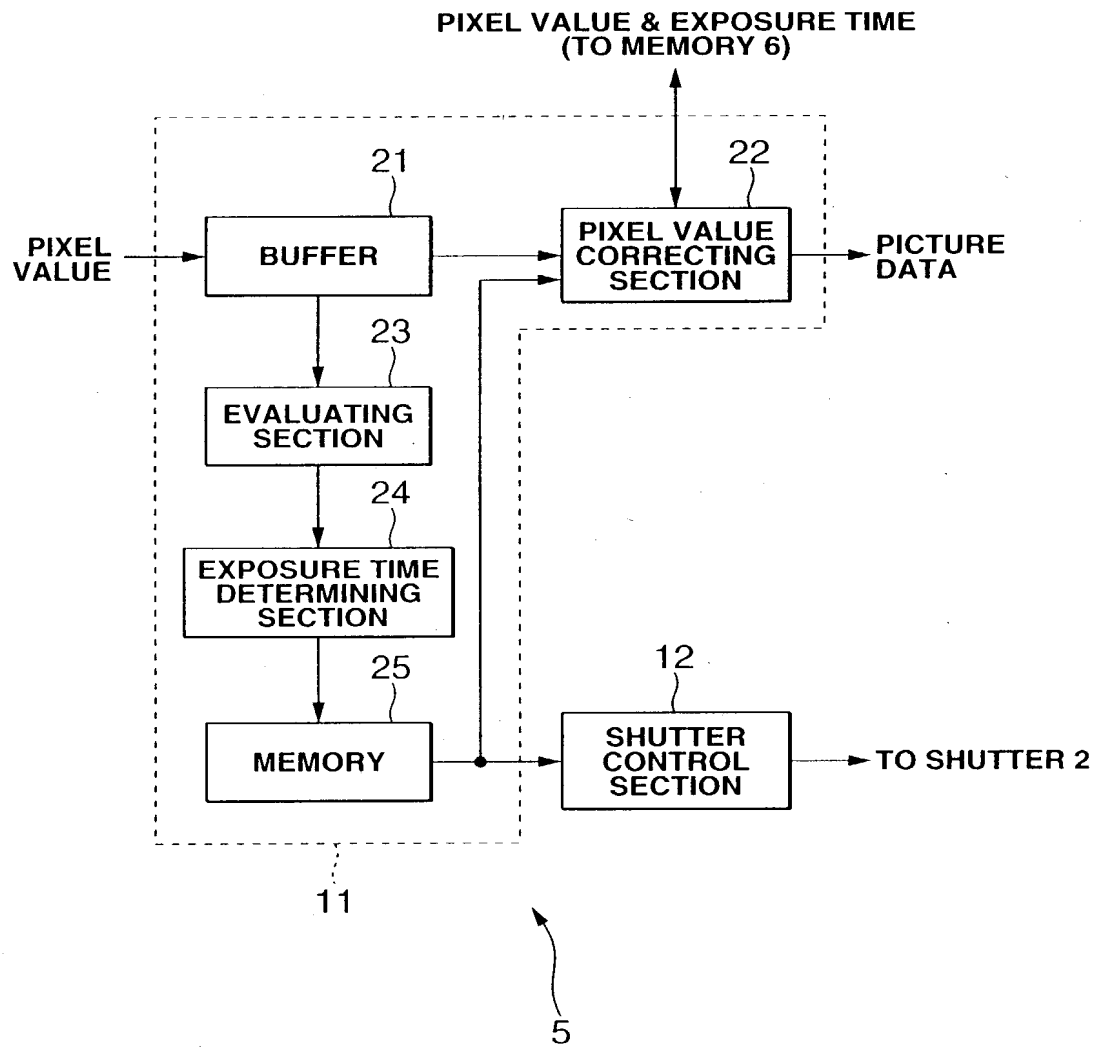 PIXEL VALUE & EXPOSURE TIME
(TO MEMORY 6)
21
22
PIXEL
VALUE
BUFFER
PIXEL VALUE
CORRECTING
SECTION
PICTURE
DATA
23
EVALUATING
SECTION
24
EXPOSURE TIME
DETERMINING
SECTION
25
12
MEMORY
SHUTTER
CONTROL
SECTION
TO SHUTTER 2
11
5